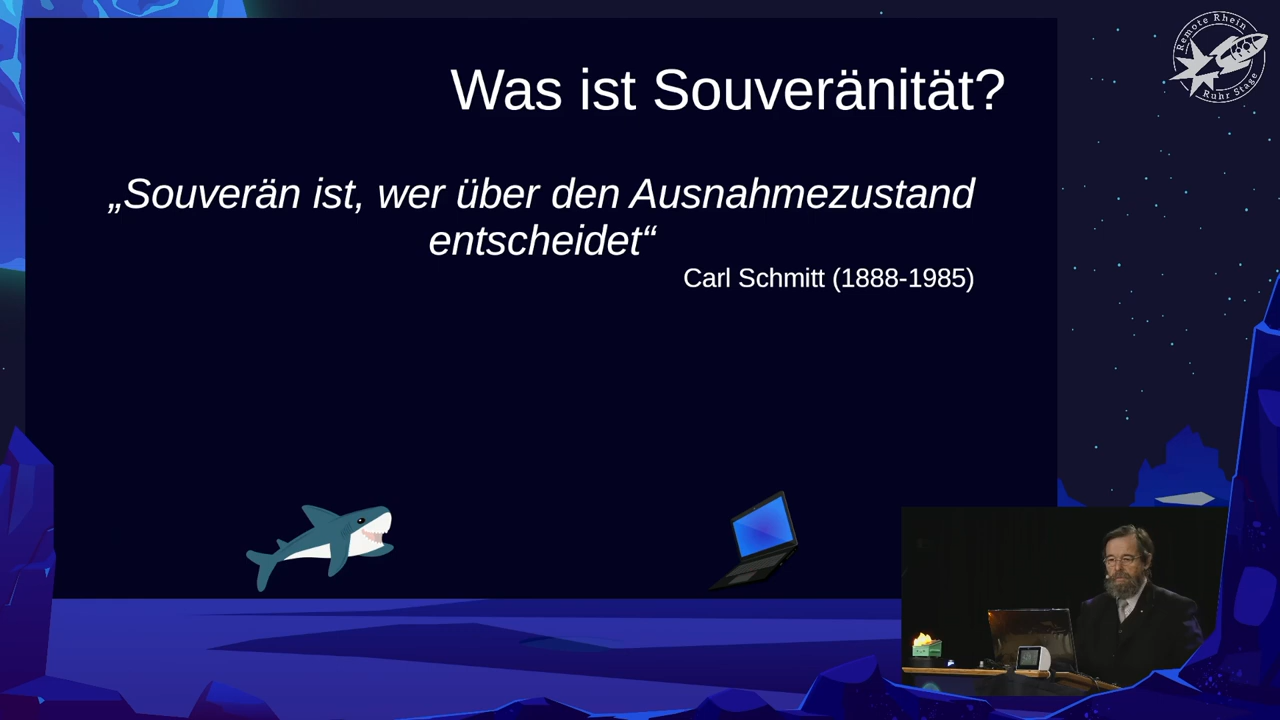 Was ist Souveränität?
„Souverän ist, wer über den Ausnahmezustand
entscheidet“
Carl Schmitt (1888-1985)
Remote Rhein
Ruhr Stage